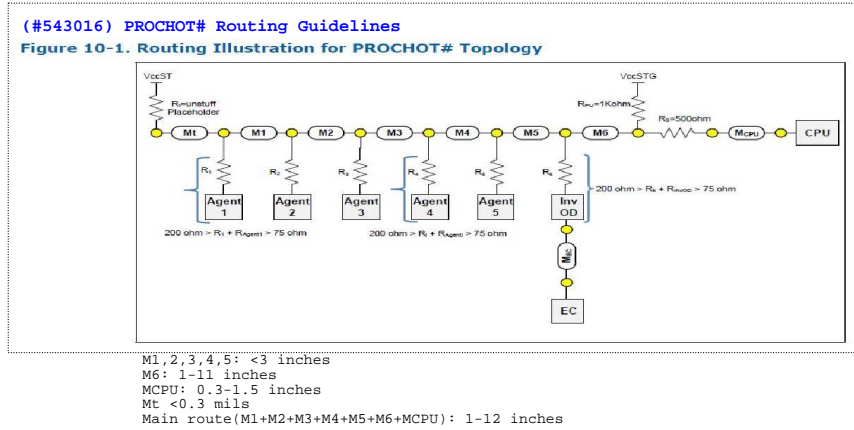 (#543016) PROCHOT# Routing Guidelines
Figure 10-1. Routing Illustration for PROCHOT# Topology
VccST
VccSTG
Rt=unstuff
Placeholder
RPU=1Kohm
RS=500ohm
Mt
M1
M2
M3
M4
M5
M6
MCPU
CPU
R1
R2
R3
R4
R5
R6
Agent
1
Agent
2
Agent
3
Agent
4
Agent
5
Inv
OD
200 ohm > R6 + RInvOD > 75 ohm
200 ohm > R1 + RAgent1 > 75 ohm
200 ohm > Ri + RAgenti > 75 ohm
MEC
EC
M1,2,3,4,5: <3 inches
M6: 1-11 inches
MCPU: 0.3-1.5 inches
Mt <0.3 mils
Main route(M1+M2+M3+M4+M5+M6+MCPU): 1-12 inches